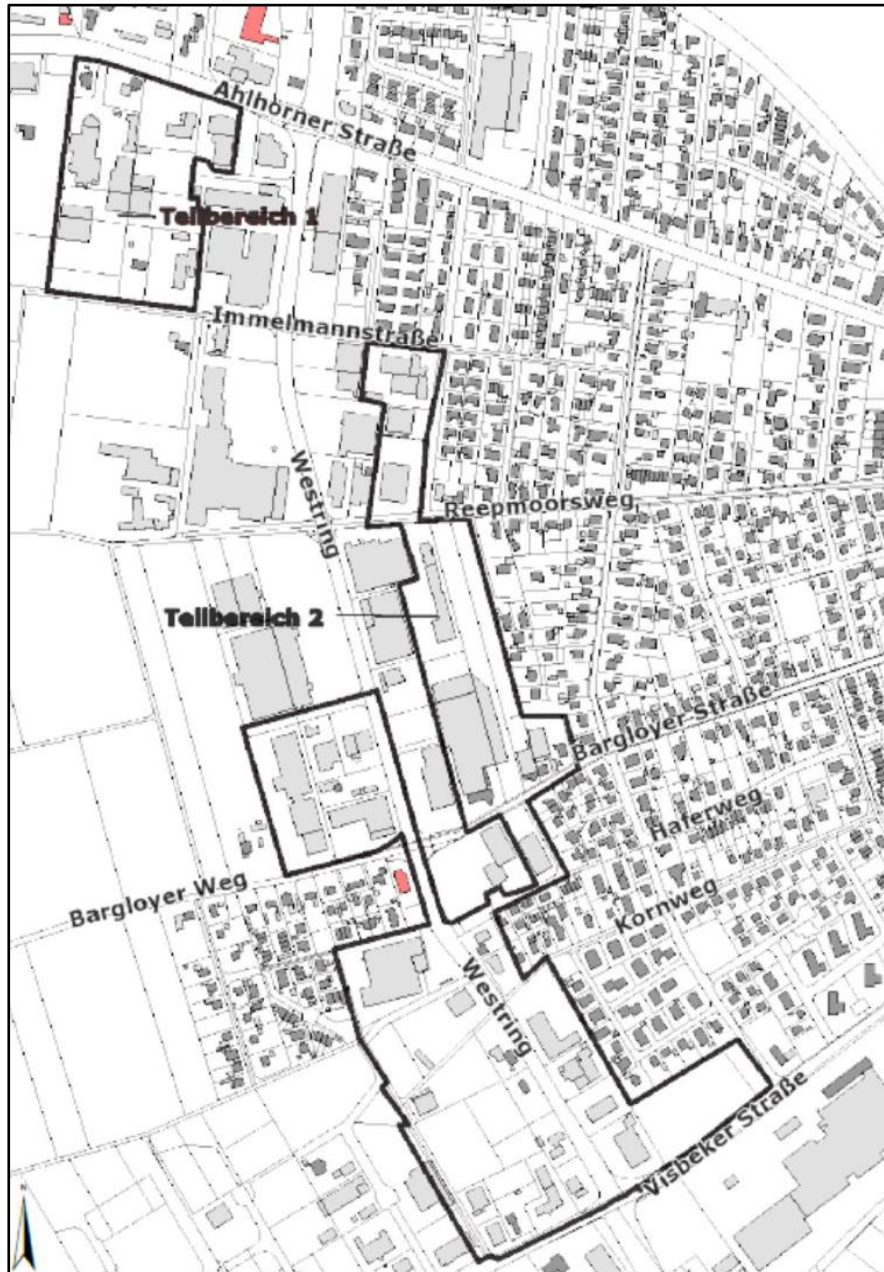 Ahlhorner Straße
Teilbereich 1
Immelmannstraße
Westring
Reepmoorsweg
Teilbereich 2
Bargloyer Straße
Haferweg
Bargloyer Weg
Kornweg
Westring
Visbeker Straße
N